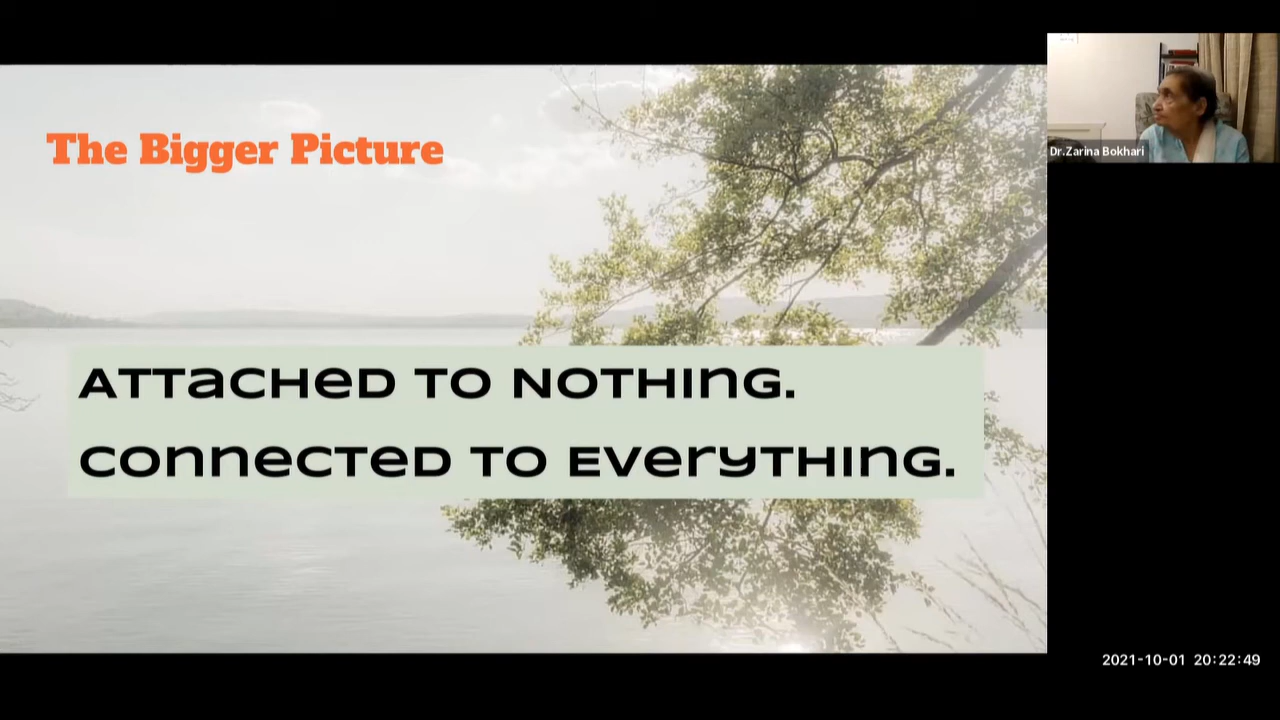 The Bigger Picture
Attached to Nothing.
Connected to Everything.
Dr.Zarina Bokhari
2021-10-01 20:22:49